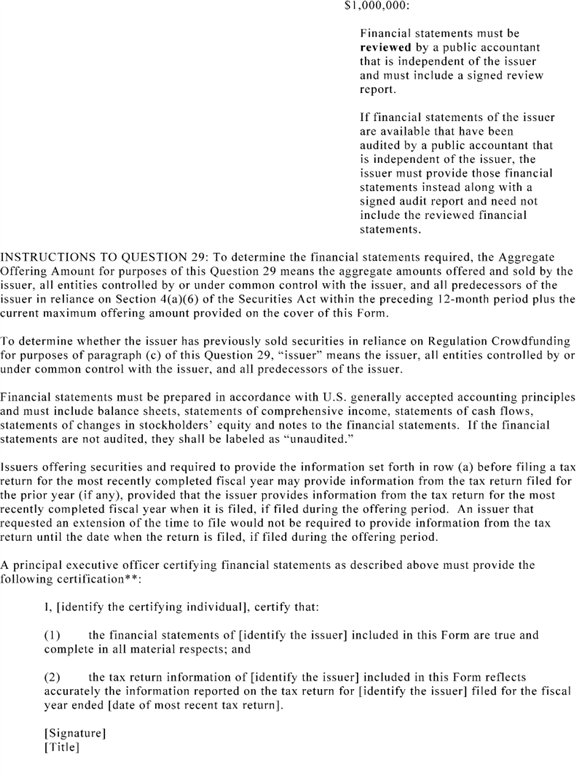 $1,000,000:
Financial statements must be
reviewed by a public accountant
that is independent of the issuer
and must include a signed review
report.
If financial statements of the issuer
are available that have been
audited by a public accountant that
is independent of the issuer, the
issuer must provide those financial
statements instead along with a
signed audit report and need not
include the reviewed financial
statements.
INSTRUCTIONS TO QUESTION 29: To determine the financial statements required, the Aggregate
Offering Amount for purposes of this Question 29 means the aggregate amounts offered and sold by the
issuer, all entities controlled by or under common control with the issuer, and all predecessors of the
issuer in reliance on Section 4(a)(6) of the Securities Act within the preceding 12-month period plus the
current maximum offering amount provided on the cover of this Form.
To determine whether the issuer has previously sold securities in reliance on Regulation Crowdfunding
for purposes of paragraph (c) of this Question 29, “issuer” means the issuer, all entities controlled by or
under common control with the issuer, and all predecessors of the issuer.
Financial statements must be prepared in accordance with U.S. generally accepted accounting principles
and must include balance sheets, statements of comprehensive income, statements of cash flows,
statements of changes in stockholders’ equity and notes to the financial statements. If the financial
statements are not audited, they shall be labeled as “unaudited.”
Issuers offering securities and required to provide the information set forth in row (a) before filing a tax
return for the most recently completed fiscal year may provide information from the tax return filed for
the prior year (if any), provided that the issuer provides information from the tax return for the most
recently completed fiscal year when it is filed, if filed during the offering period. An issuer that
requested an extension of the time to file would not be required to provide information from the tax
return until the date when the return is filed, if filed during the offering period.
A principal executive officer certifying financial statements as described above must provide the
following certification**:
I, [identify the certifying individual], certify that:
(1) the financial statements of [identify the issuer] included in this Form are true and
complete in all material respects; and
(2) the tax return information of [identify the issuer] included in this Form reflects
accurately the information reported on the tax return for [identify the issuer] filed for the fiscal
year ended [date of most recent tax return].
[Signature]
[Title]